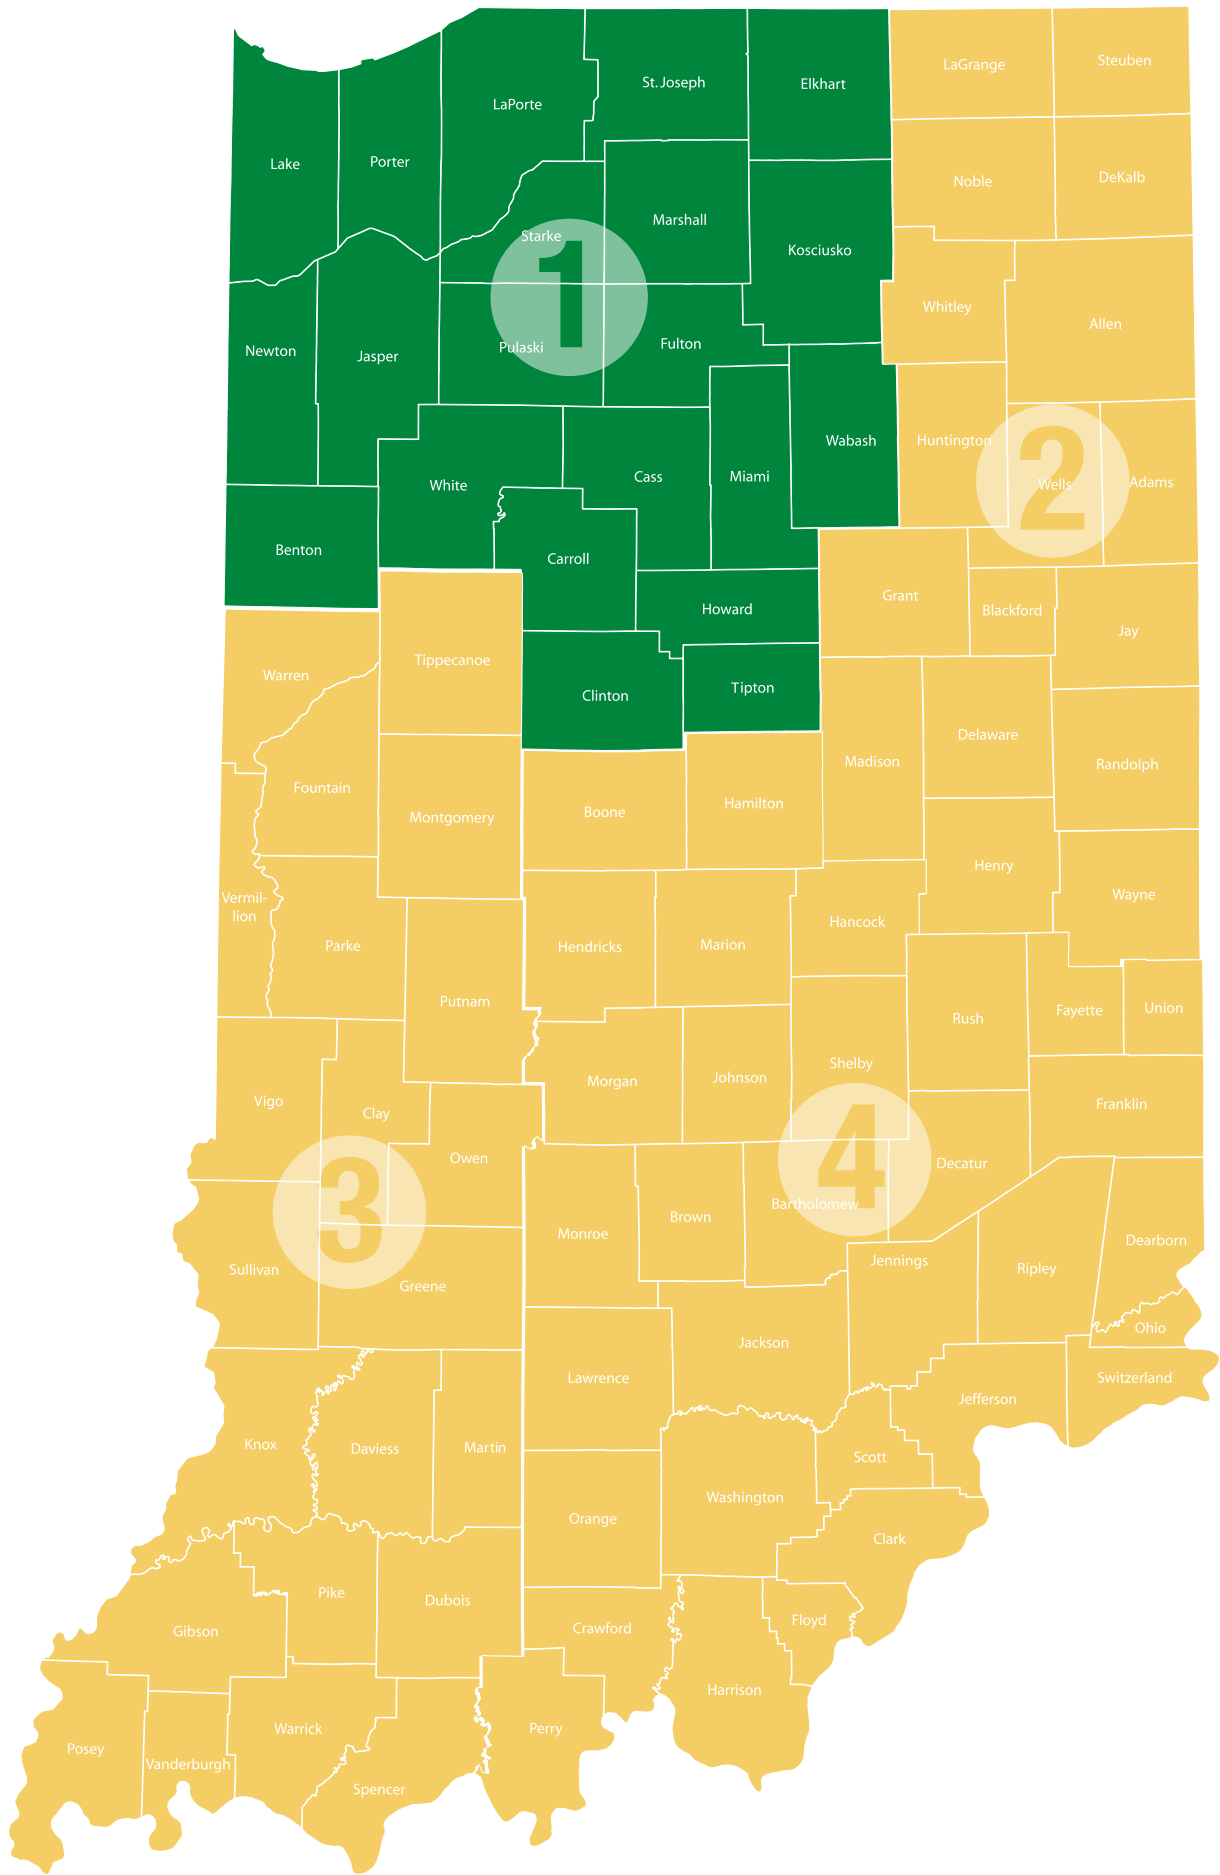 LaGrange
Steuben
St. Joseph
Elkhart
LaPorte
Lake
Porter
Noble
DeKalb
Marshall
Starke
Kosciusko
1
Whitley
Allen
Newton
Jasper
Pulaski
Fulton
Wabash
Huntington
White
Cass
Miami
2
Wells
Adams
Benton
Carroll
Howard
Grant
Blackford
Jay
Warren
Tippecanoe
Clinton
Tipton
Delaware
Madison
Randolph
Fountain
Montgomery
Boone
Hamilton
Henry
Wayne
Vermil-
lion
Parke
Hendricks
Marion
Hancock
Putnam
Rush
Fayette
Union
Shelby
Morgan
Johnson
Vigo
Clay
Franklin
Owen
Decatur
4
3
Brown
Bartholomew
Monroe
Dearborn
Sullivan
Greene
Jennings
Ripley
Ohio
Jackson
Lawrence
Switzerland
Jefferson
Knox
Daviess
Martin
Scott
Washington
Orange
Clark
Pike
Dubois
Floyd
Gibson
Crawford
Harrison
Posey
Vanderburgh
Warrick
Perry
Spencer